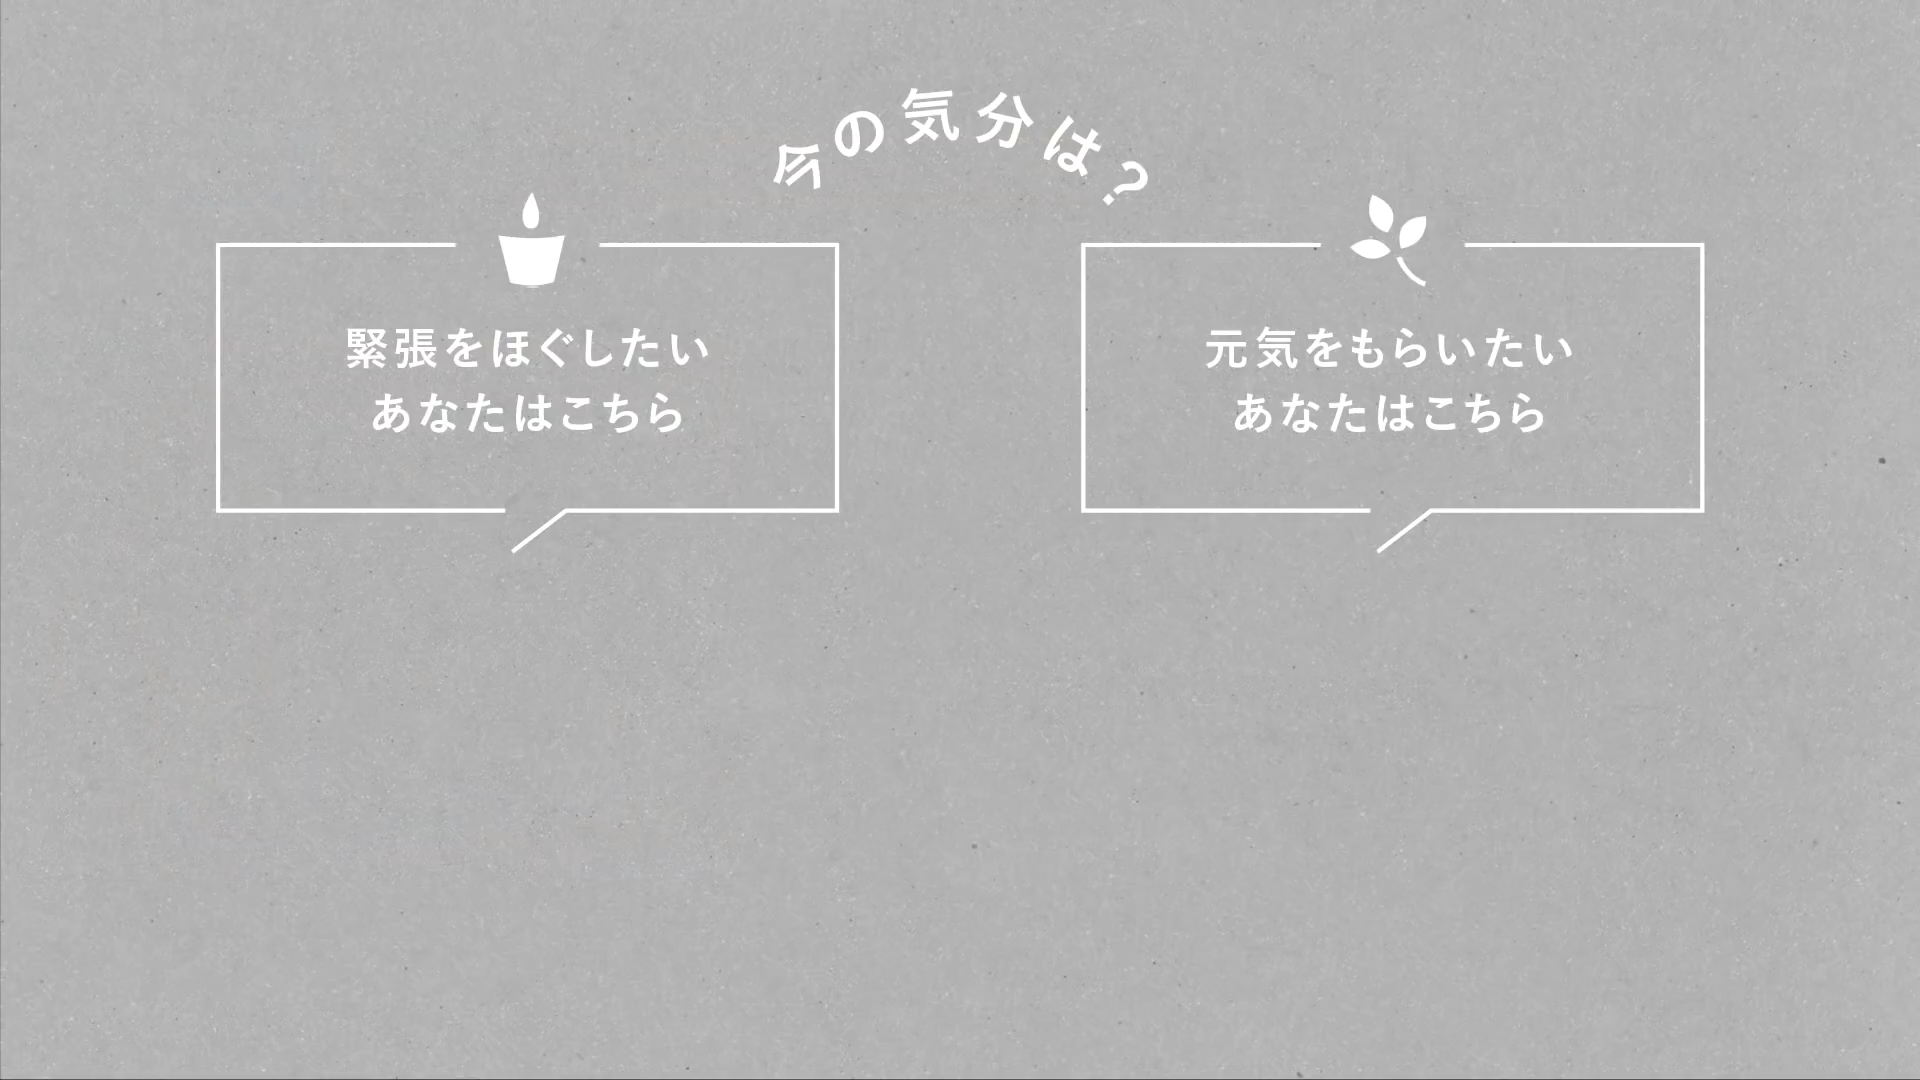 今の気分は?
緊張をほぐしたい
あなたはこちら
元気をもらいたい
あなたはこちら